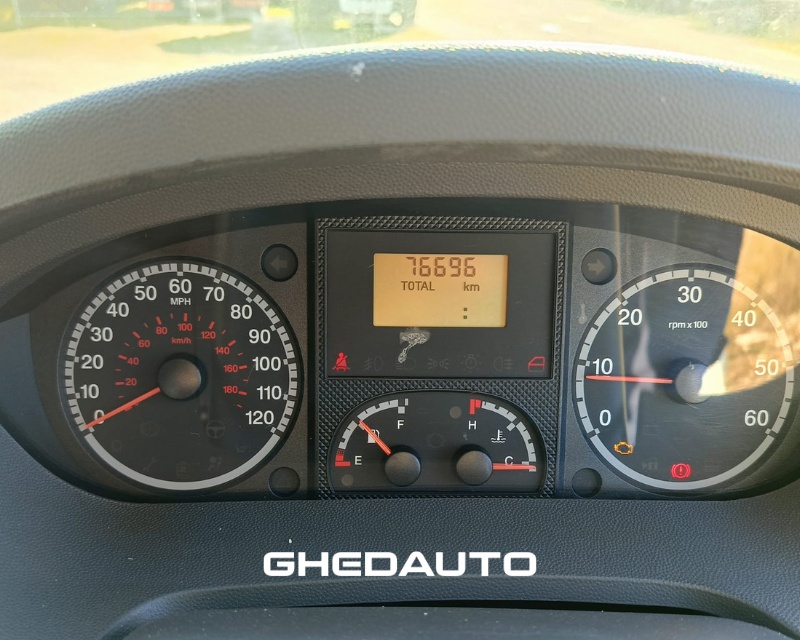 76696
TOTAL km
:
0 10 20 30 40 50 60 70 80 90 100 110 120
MPH
20 40 60 80 100 120 140 160 180
km/h
E F
H C
0 10 20 30 40 50 60
rpm x 100
GHEDAUTO